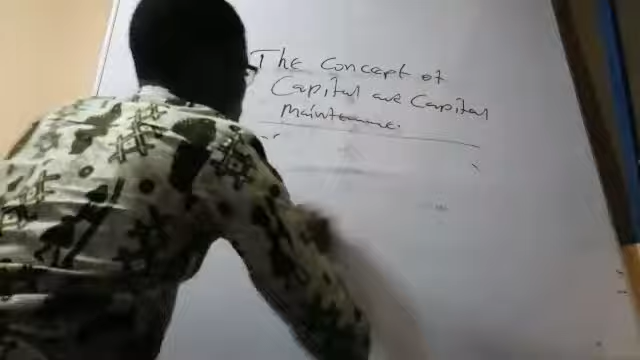 The Concept of
Capital and Capital
Maintenance.